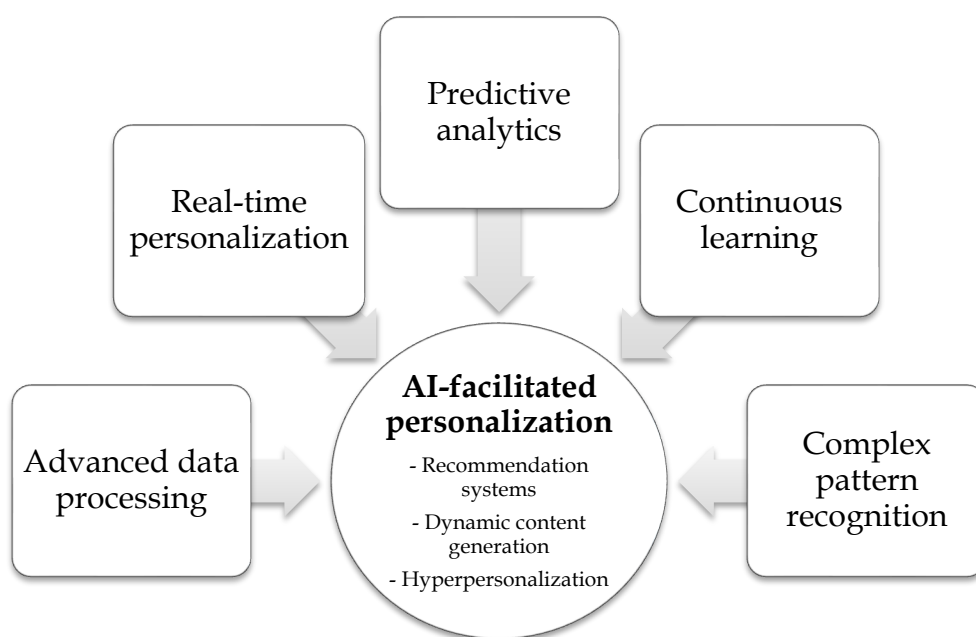 Predictive
analytics
Real-time
personalization
Continuous
learning
AI-facilitated
personalization
- Recommendation
systems
- Dynamic content
generation
- Hyperpersonalization
Advanced data
processing
Complex
pattern
recognition